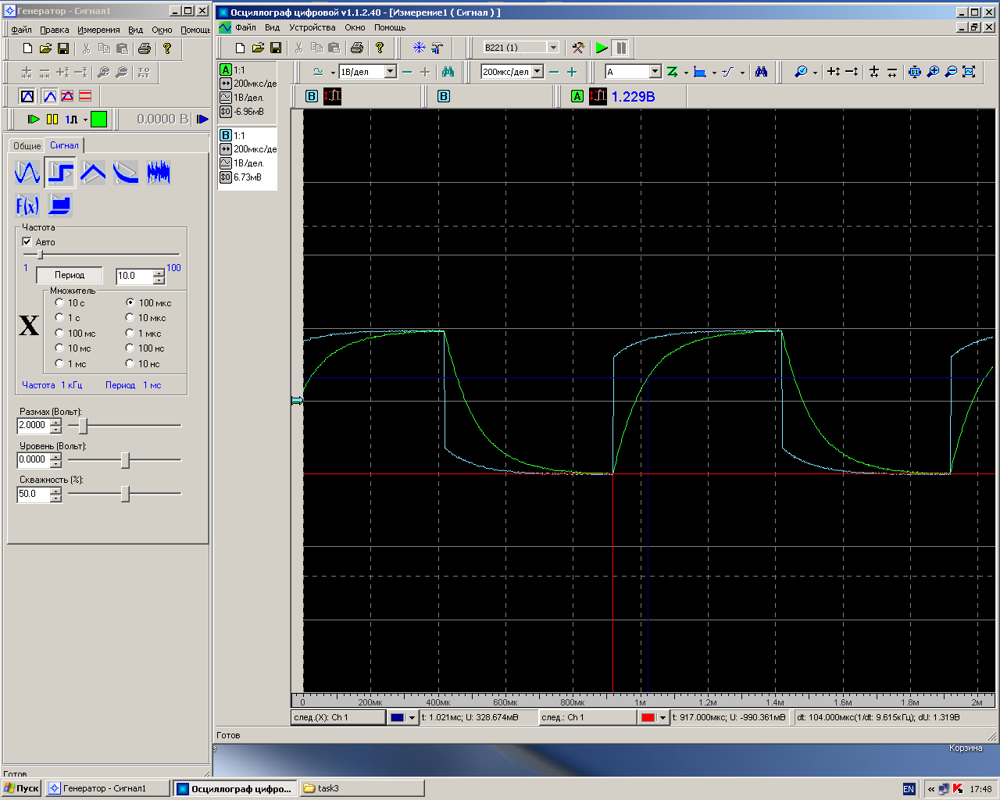 Генератор - Сигнал1
Файл Правка Измерения Вид Окно Помощь
0.0000 В
Общие Сигнал
F(x)
Частота
Авто
1 100
Период 10.0
Множитель
X
10 с 100 мкс
1 с 10 мкс
100 мс 1 мкс
10 мс 100 нс
1 мс 10 нс
Частота 1 кГц Период 1 мс
Размах (Вольт):
2.0000
Уровень (Вольт):
0.0000
Скважность (%):
50.0
Готов
Осциллограф цифровой v1.1.2.40 - [Измерение1 ( Сигнал ) ]
Файл Вид Устройства Окно Помощь
B221 (1)
1В/дел 200мкс/дел A
B B A 1.229В
A 1:1
200мкс/де
1В/дел.
-6.96мВ
B 1:1
200мкс/де
1В/дел.
6.73мВ
0 200мк 400мк 600мк 800мк 1м 1.2м 1.4м 1.6м 1.8м 2м
след.(X): Ch 1 t: 1.021мс; U: 328.674мВ след.: Ch 1 t: 917.000мкс; U: -990.361мВ dt: 104.000мкс(1/dt: 9.615кГц); dU: 1.319В
Готов
Корзина
Пуск Генератор - Сигнал1 Осциллограф цифро... task3 EN « 17:48